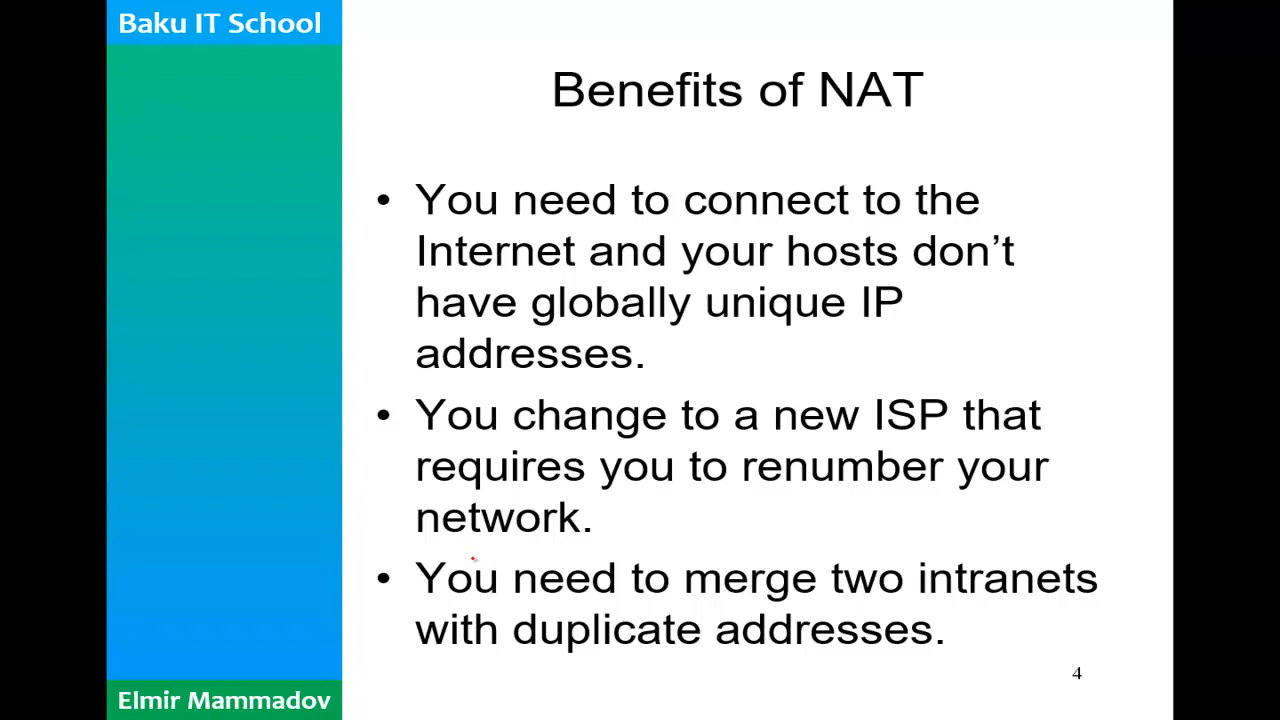 Baku IT School
Benefits of NAT
• You need to connect to the
Internet and your hosts don’t
have globally unique IP
addresses.
• You change to a new ISP that
requires you to renumber your
network.
• You need to merge two intranets
with duplicate addresses.
4
Elmir Mammadov